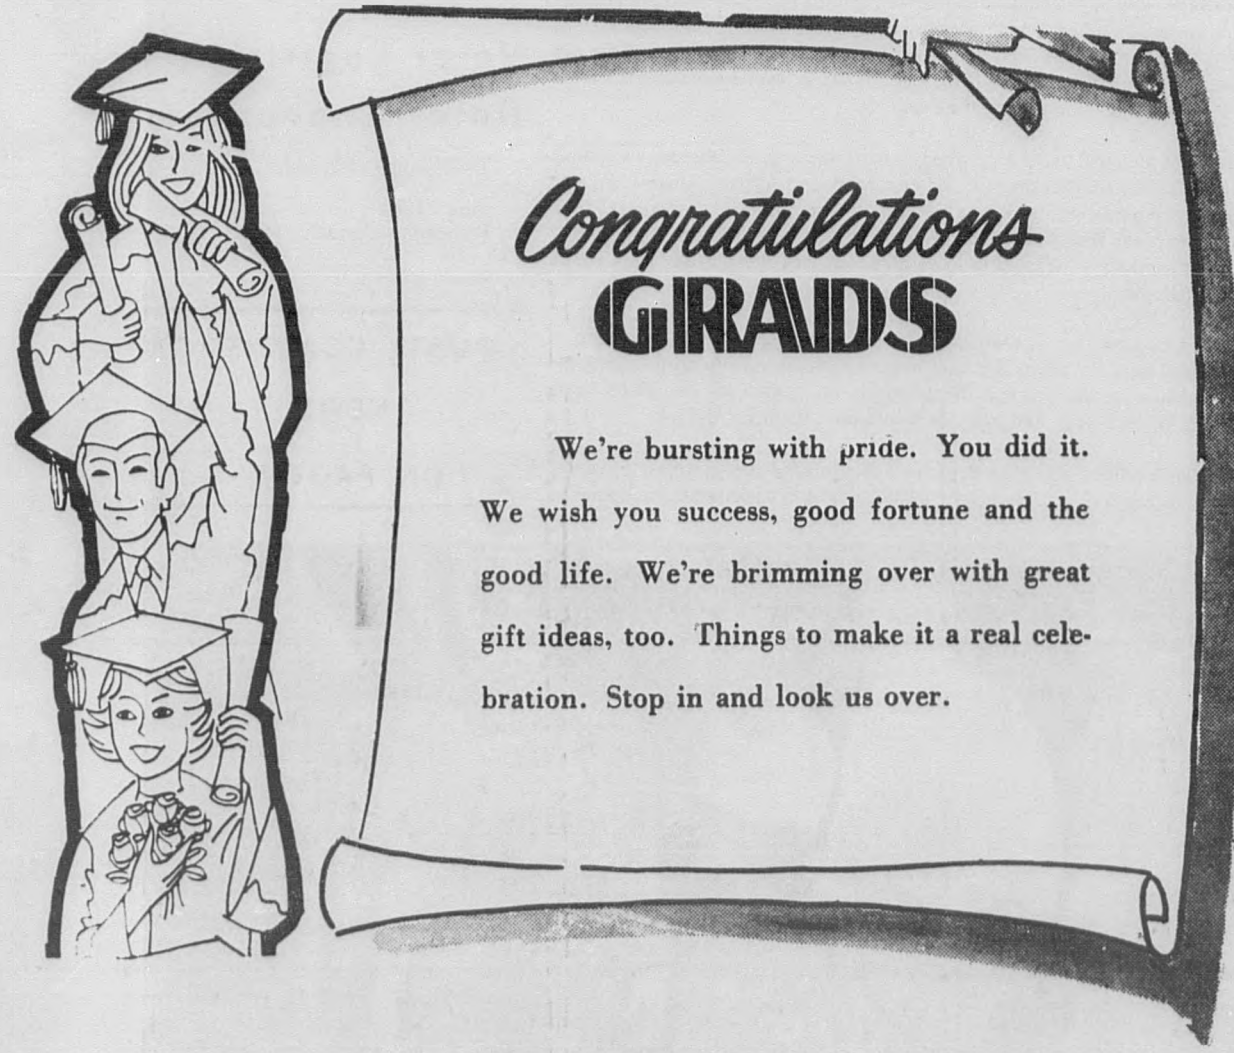 Congratulations
GRADS
We're bursting with pride. You did it.
We wish you success, good fortune and the
good life. We're brimming over with great
gift ideas, too. Things to make it a real cele-
bration. Stop in and look us over.